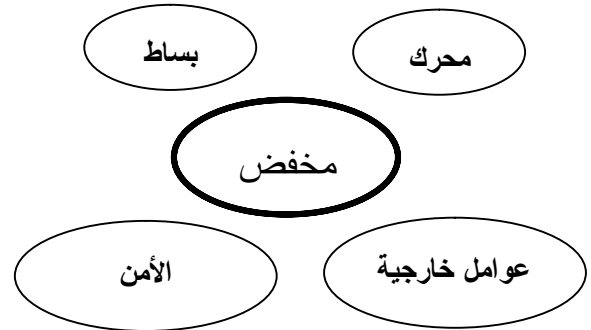 محرك
بساط
مخفض
عوامل خارجية
الأمن